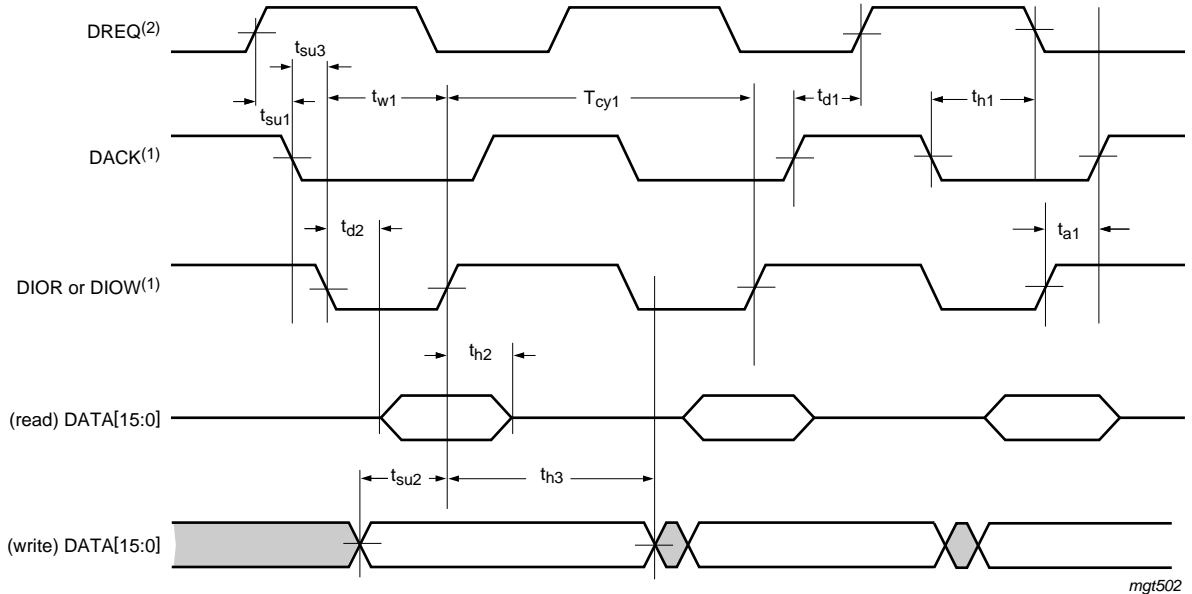 DREQ(2)
tsu3
tw1
Tcy1
td1
th1
tsu1
DACK(1)
td2
ta1
DIOR or DIOW(1)
th2
(read) DATA[15:0]
tsu2
th3
(write) DATA[15:0]
mgt502